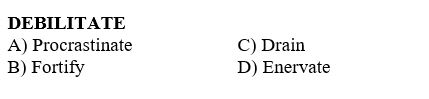 DEBILITATE
A) Procrastinate C) Drain
B) Fortify D) Enervate